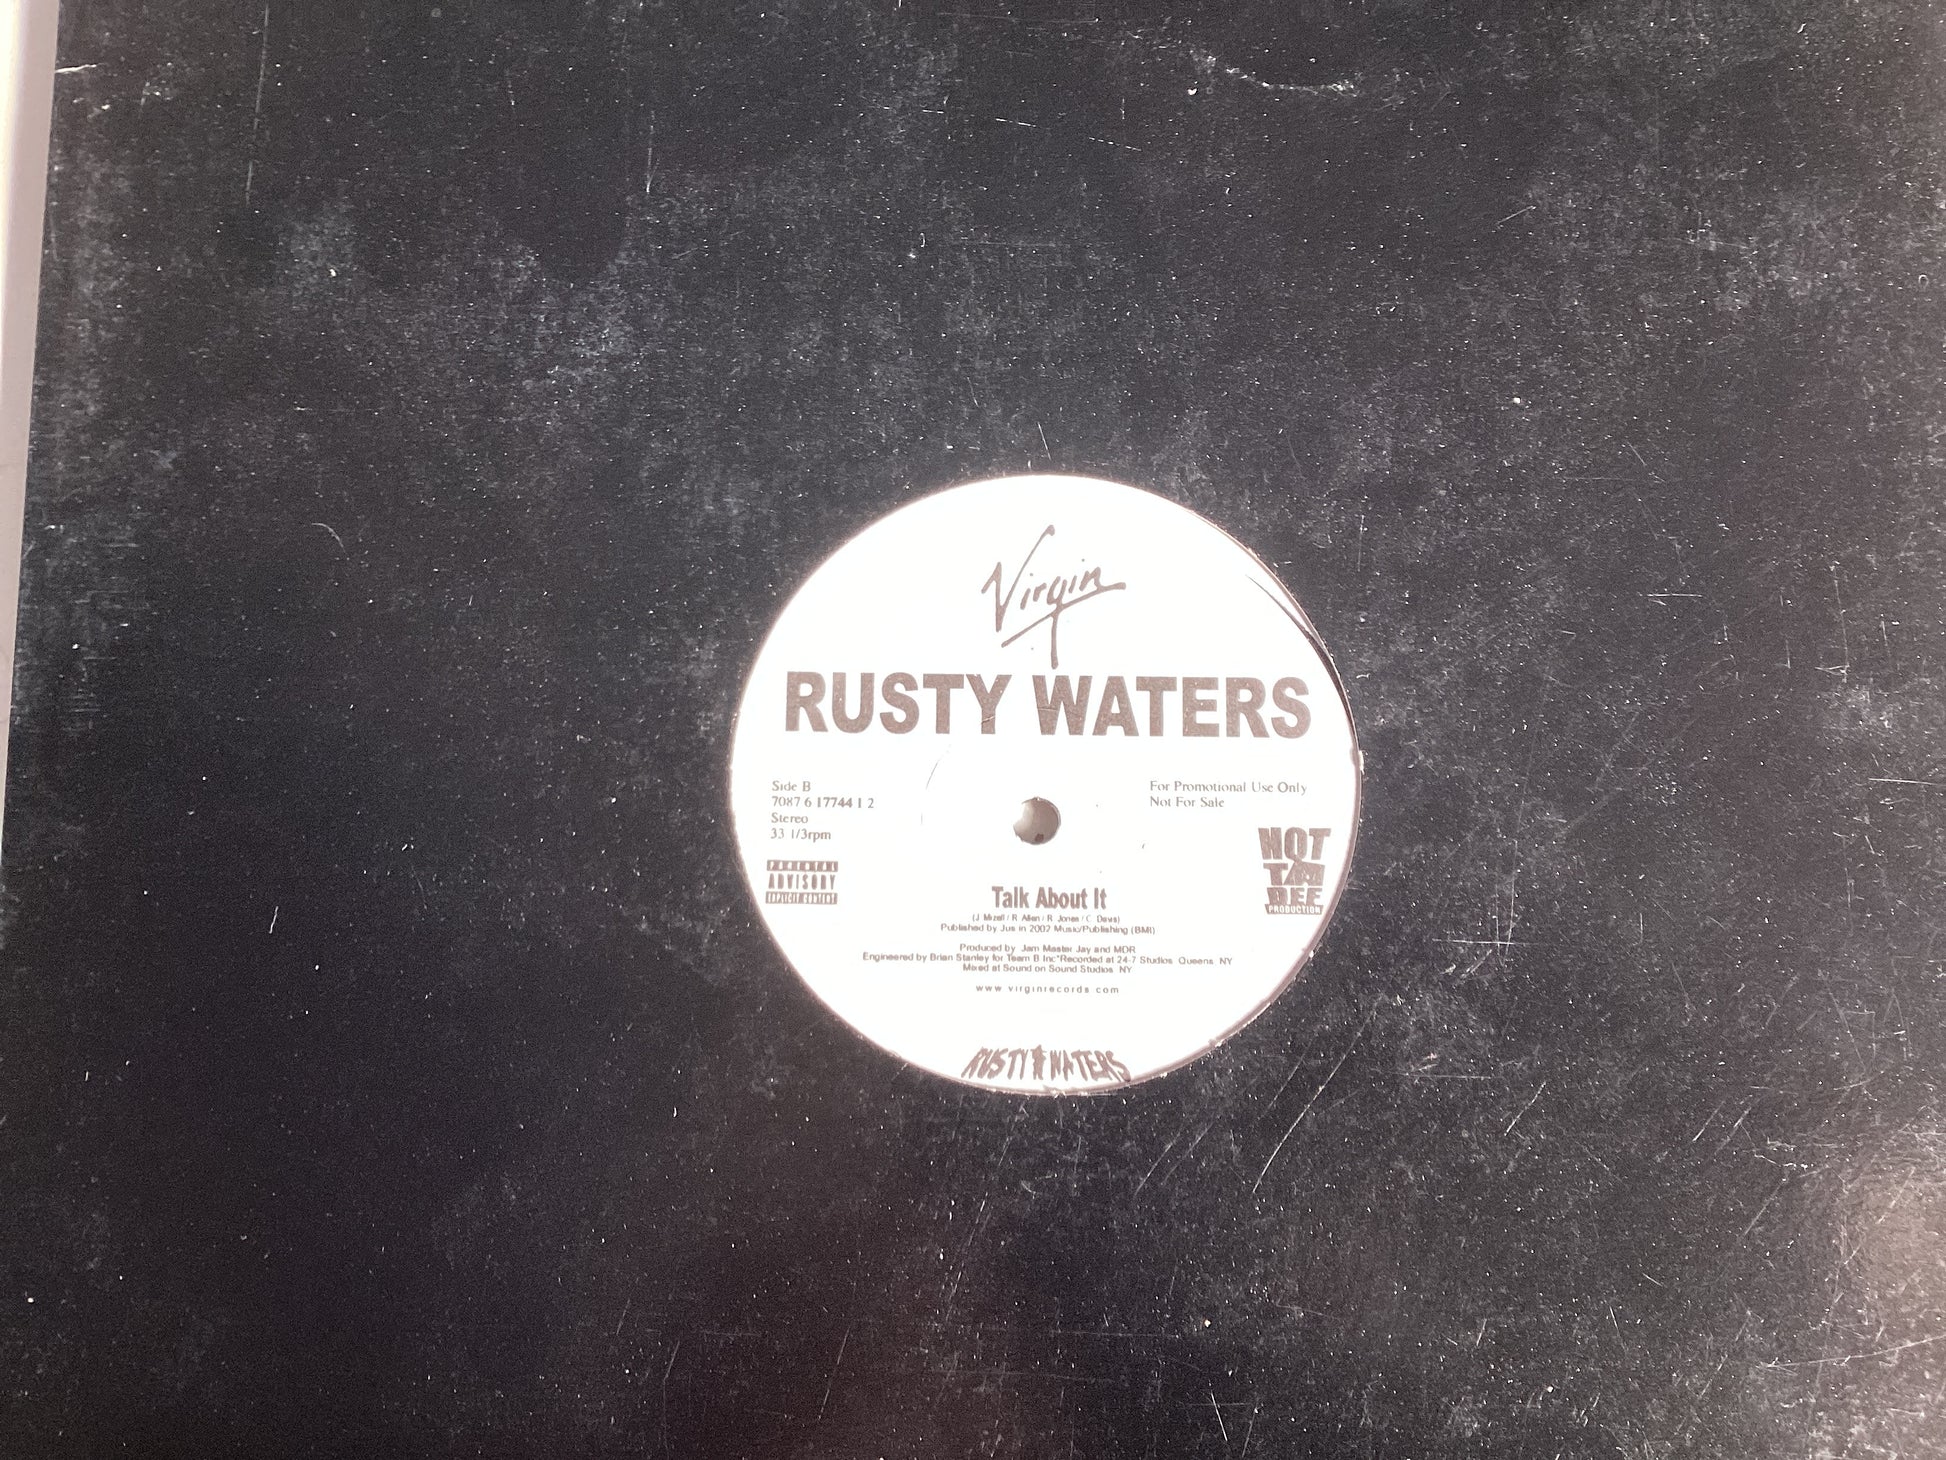 Virgin
RUSTY WATERS
Side B
7087 6 17744 1 2
Stereo
33 1/3rpm
For Promotional Use Only
Not For Sale
PARENTAL
ADVISORY
EXPLICIT CONTENT
HOT
TA
DEE
PRODUCTION
Talk About It
(J. Mizell / R. Allen / R. Jones / C. Davis)
Published by Jus in 2002 Music/Publishing (BMI)
Produced by Jam Master Jay and MDR
Engineered by Brian Stanley for Team B Inc*Recorded at 24-7 Studios Queens NY
Mixed at Sound on Sound Studios NY
www virginrecords com
RUSTY WATERS